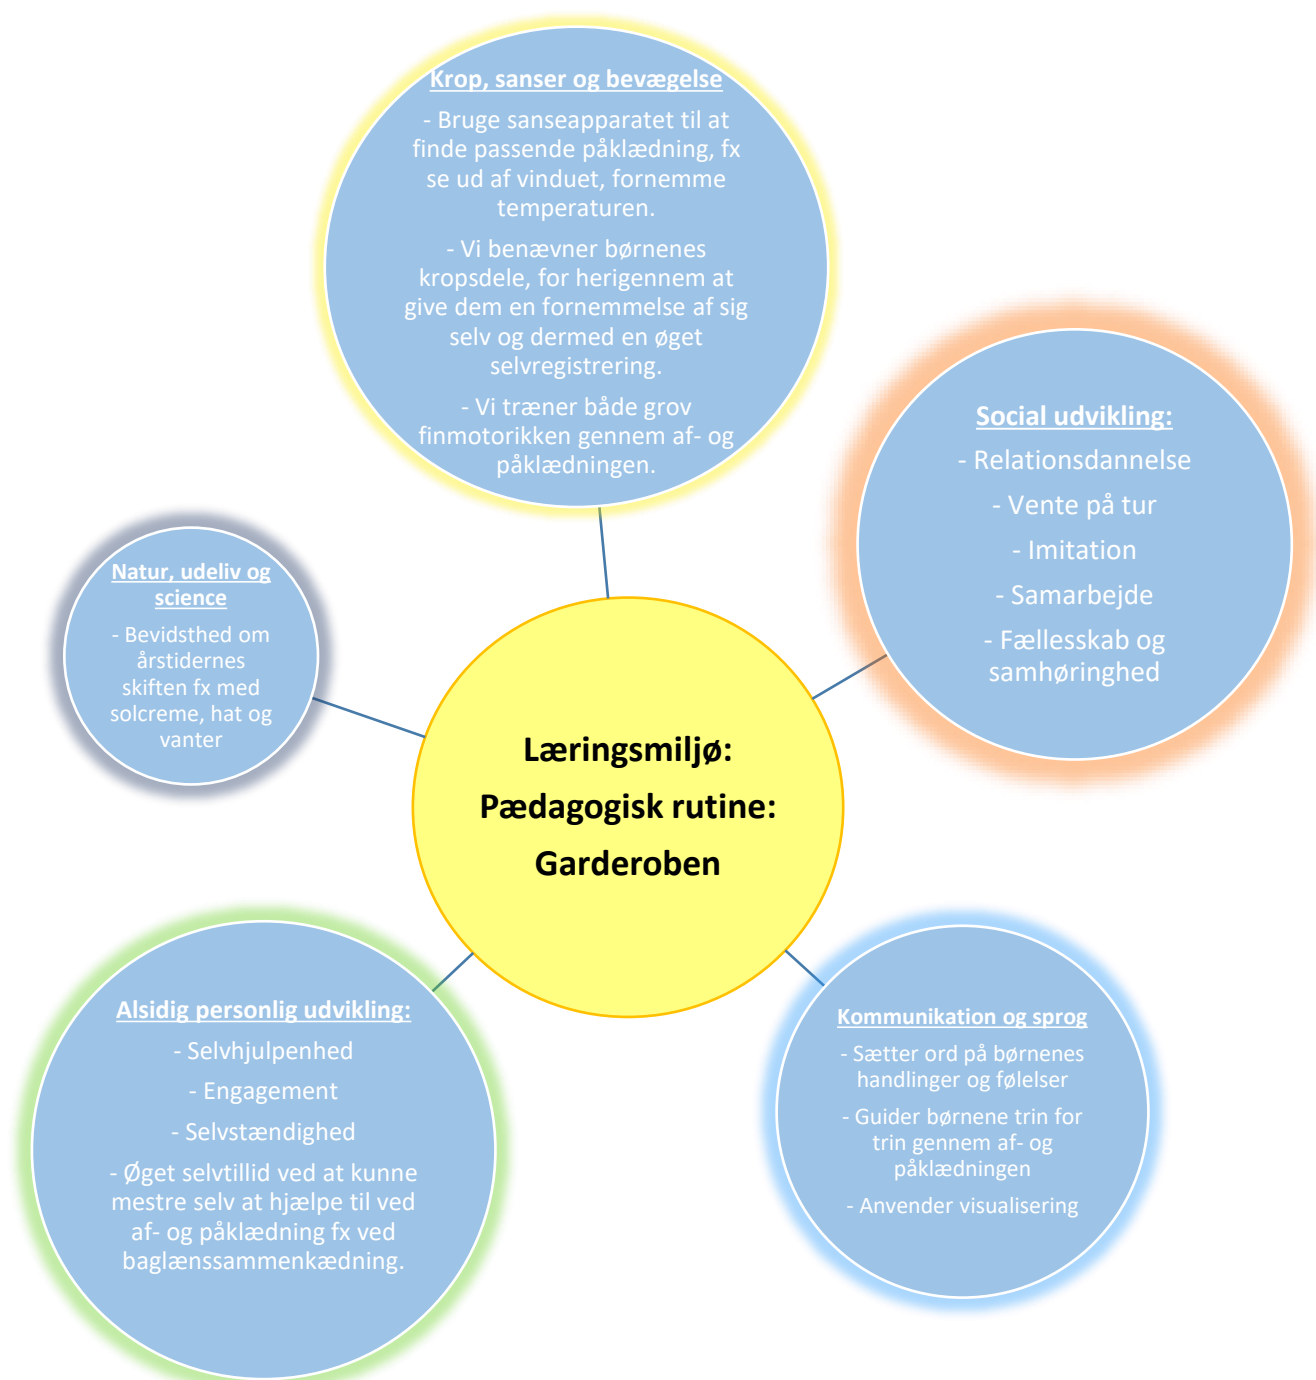 Krop, sanser og bevægelse
- Bruge sanseapparatet til at
finde passende påklædning, fx
se ud af vinduet, fornemme
temperaturen.
- Vi benævner børnenes
kropsdele, for herigennem at
give dem en fornemmelse af sig
selv og dermed en øget
selvregistrering.
- Vi træner både grov
finmotorikken gennem af- og
påklædningen.
Social udvikling:
- Relationsdannelse
- Vente på tur
- Imitation
- Samarbejde
- Fællesskab og
samhøringhed
Natur, udeliv og
science
- Bevidsthed om
årstidernes
skiften fx med
solcreme, hat og
vanter
Læringsmiljø:
Pædagogisk rutine:
Garderoben
Alsidig personlig udvikling:
- Selvhjulpenhed
- Engagement
- Selvstændighed
- Øget selvtillid ved at kunne
mestre selv at hjælpe til ved
af- og påklædning fx ved
baglænssammenkædning.
Kommunikation og sprog
- Sætter ord på børnenes
handlinger og følelser
- Guider børnene trin for
trin gennem af- og
påklædningen
- Anvender visualisering